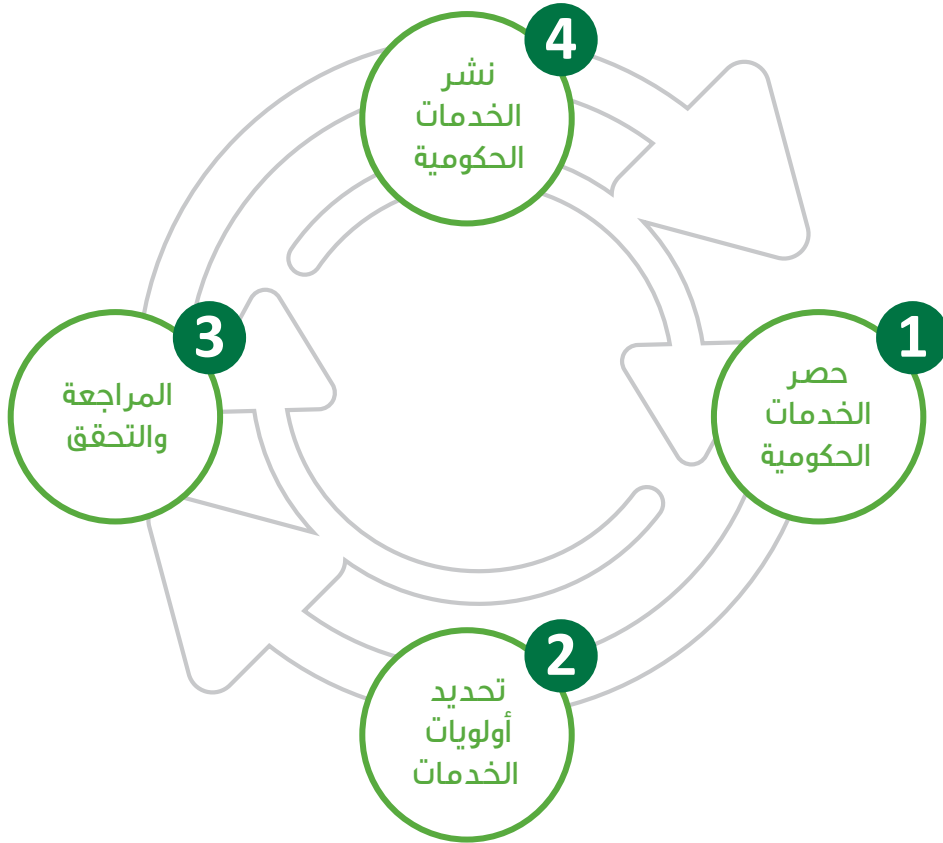 1
حصر
الخدمات
الحكومية
2
تحديد
أولويات
الخدمات
3
المراجعة
والتحقق
4
نشر
الخدمات
الحكومية